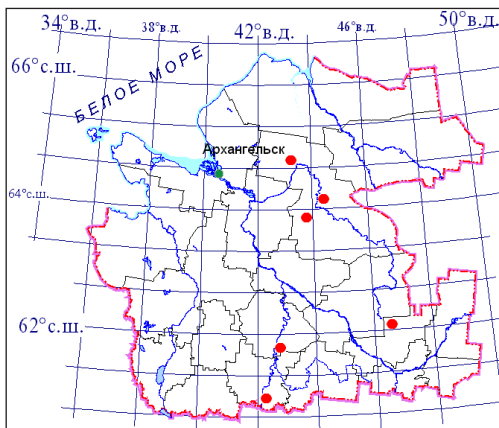 34°в.д.
38°в.д.
42°в.д.
46°в.д.
50°в.д.
66°с.ш.
БЕЛОЕ МОРЕ
Архангельск
64°с.ш.
62°с.ш.